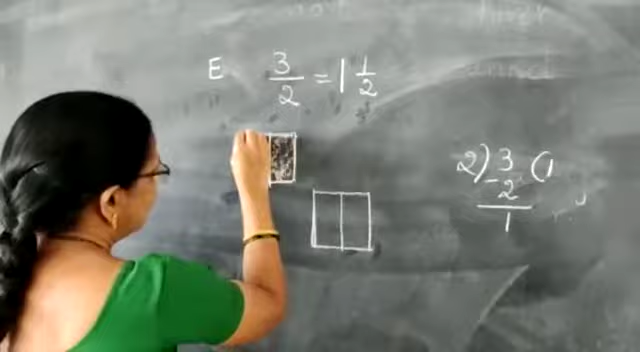 E 3/2 = 1 1/2
2) 3 (1
- 2
1